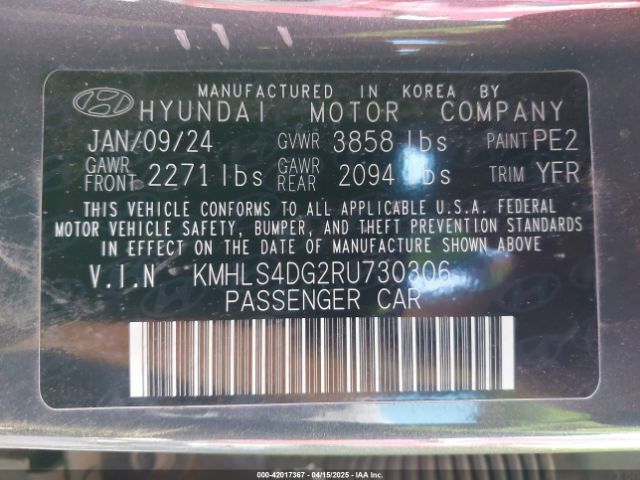 MANUFACTURED IN KOREA BY
HYUNDAI MOTOR COMPANY
JAN/09/24 GVWR 3858 lbs PAINT PE2
GAWR FRONT 2271 lbs GAWR REAR 2094 lbs TRIM YFR
THIS VEHICLE CONFORMS TO ALL APPLICABLE U.S.A. FEDERAL
MOTOR VEHICLE SAFETY, BUMPER, AND THEFT PREVENTION STANDARDS
IN EFFECT ON THE DATE OF MANUFACTURE SHOWN ABOVE
V.I.N KMHLS4DG2RU730306
PASSENGER CAR
000-42017367 - 04/15/2025 - IAA Inc.